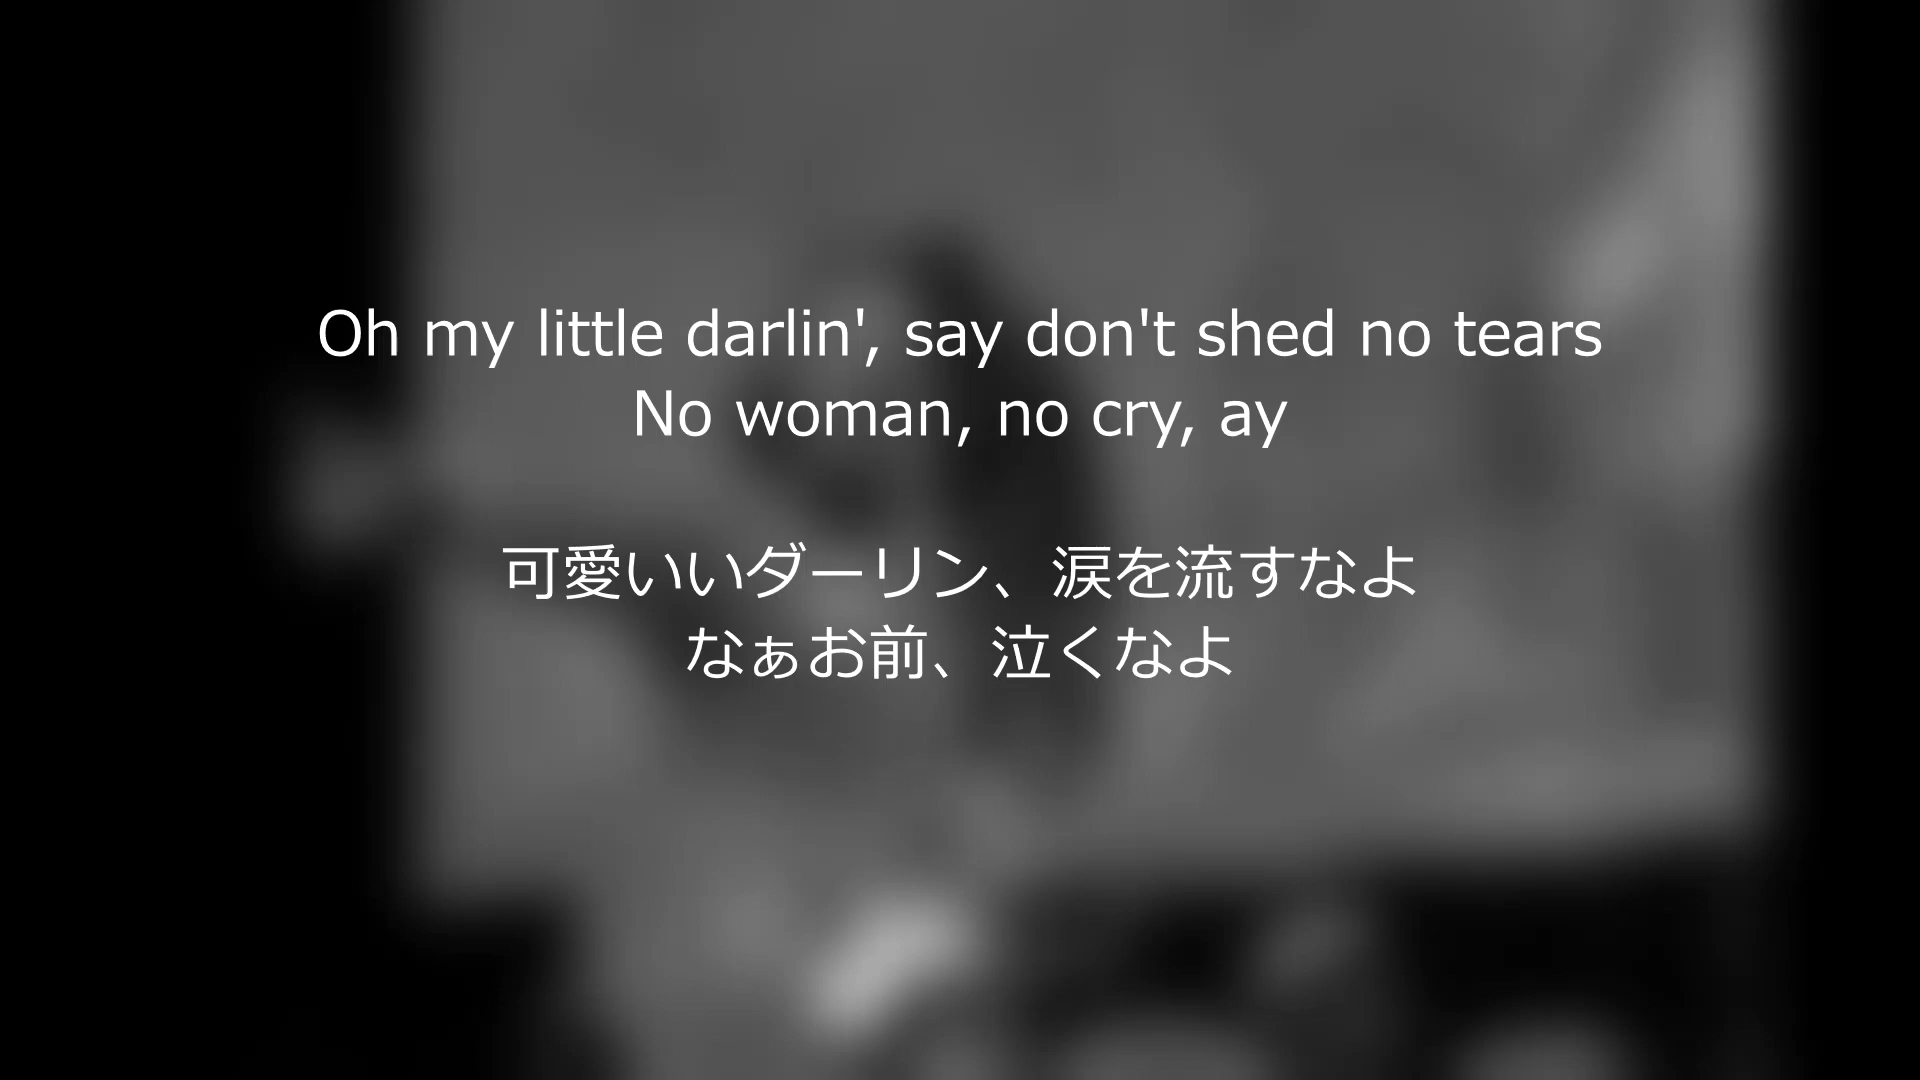 Oh my little darlin', say don't shed no tears
No woman, no cry, ay
可愛いいダーリン、涙を流すなよ
なぁお前、泣くなよ